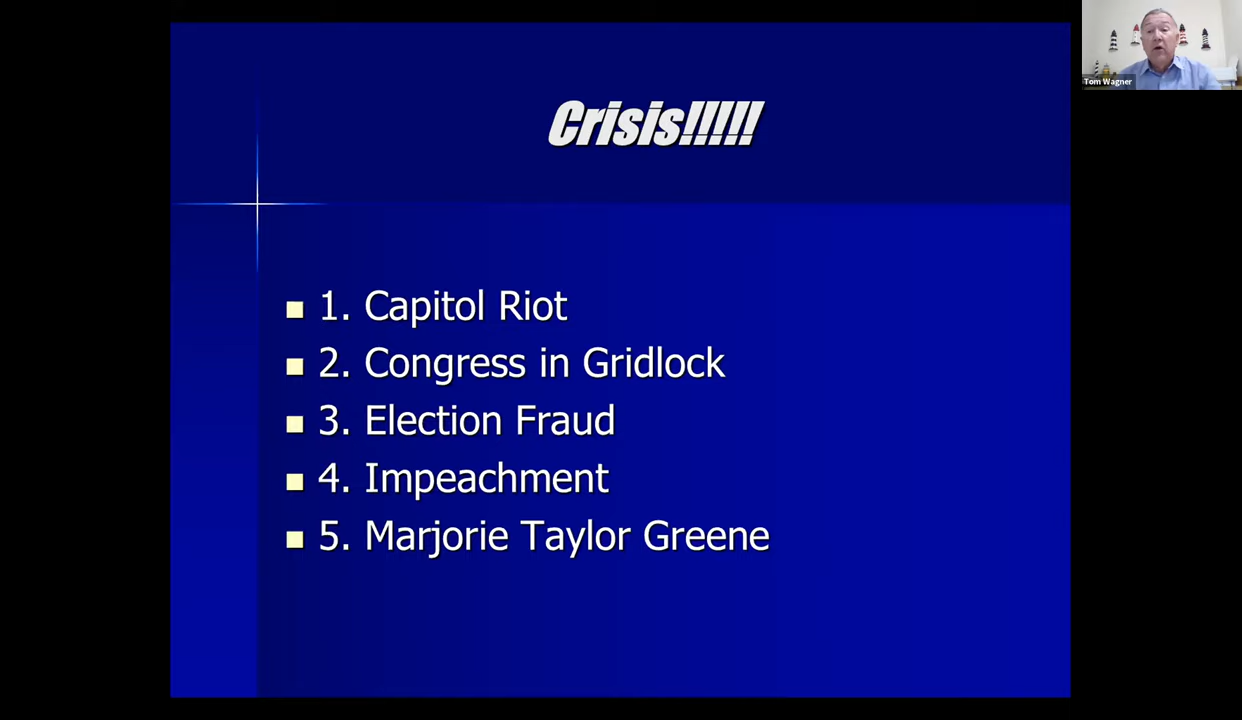 Crisis!!!!!
1. Capitol Riot
2. Congress in Gridlock
3. Election Fraud
4. Impeachment
5. Marjorie Taylor Greene
Tom Wagner